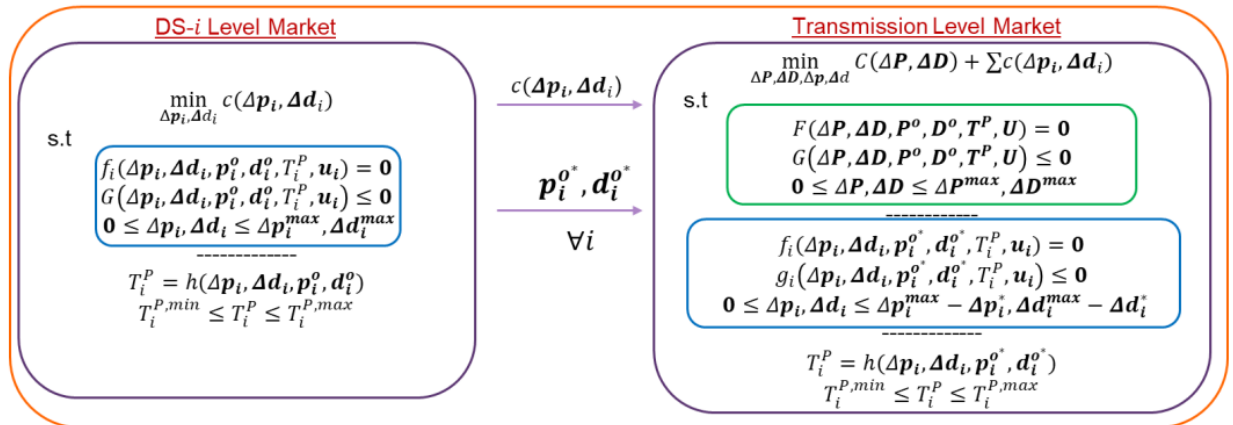 DS-i Level Market
min c(Δp_i, Δd_i)
Δp_i,Δd_i
s.t
f_i(Δp_i, Δd_i, p_i^o, d_i^o, T_i^P, u_i) = 0
G(Δp_i, Δd_i, p_i^o, d_i^o, T_i^P, u_i) ≤ 0
0 ≤ Δp_i, Δd_i ≤ Δp_i^max, Δd_i^max
-------------
T_i^P = h(Δp_i, Δd_i, p_i^o, d_i^o)
T_i^{P,min} ≤ T_i^P ≤ T_i^{P,max}
c(Δp_i, Δd_i)
p_i^{o*}, d_i^{o*}
∀i
Transmission Level Market
min C(ΔP, ΔD) + ∑c(Δp_i, Δd_i)
ΔP,ΔD,Δp,Δd
s.t
F(ΔP, ΔD, P^o, D^o, T^P, U) = 0
G(ΔP, ΔD, P^o, D^o, T^P, U) ≤ 0
0 ≤ ΔP, ΔD ≤ ΔP^max, ΔD^max
------------
f_i(Δp_i, Δd_i, p_i^{o*}, d_i^{o*}, T_i^P, u_i) = 0
g_i(Δp_i, Δd_i, p_i^{o*}, d_i^{o*}, T_i^P, u_i) ≤ 0
0 ≤ Δp_i, Δd_i ≤ Δp_i^max − Δp_i^*, Δd_i^max − Δd_i^*
-------------
T_i^P = h(Δp_i, Δd_i, p_i^{o*}, d_i^{o*})
T_i^{P,min} ≤ T_i^P ≤ T_i^{P,max}